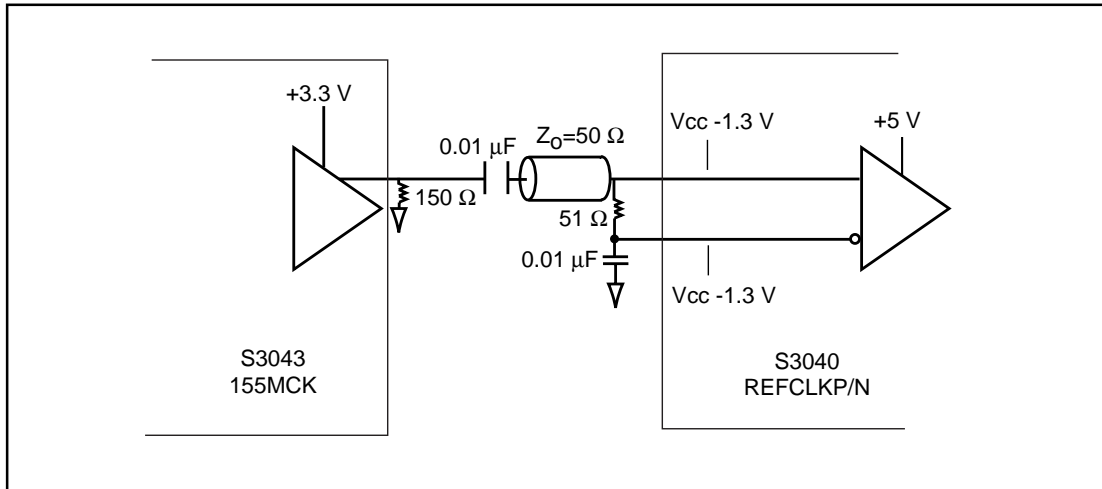 +3.3 V
0.01 μF
Zo=50 Ω
Vcc -1.3 V
+5 V
150 Ω
51 Ω
0.01 μF
Vcc -1.3 V
S3043
155MCK
S3040
REFCLKP/N